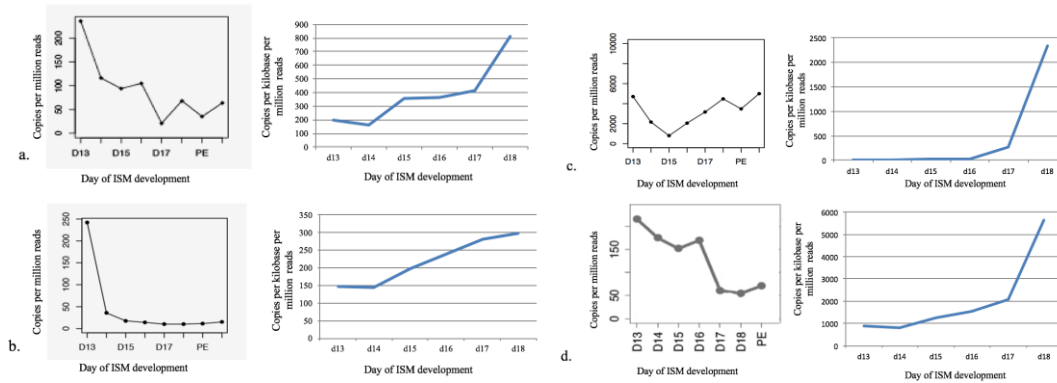 a.
Copies per million reads
200
150
100
50
0
D13 D15 D17 PE
Day of ISM development
Copies per kilobase per
million reads
900
800
700
600
500
400
300
200
100
0
d13 d14 d15 d16 d17 d18
Day of ISM development
b.
Copies per million reads
250
200
150
100
50
0
D13 D15 D17 PE
Day of ISM development
Copies per kilobase per
million reads
350
300
250
200
150
100
50
0
d13 d14 d15 d16 d17 d18
Day of ISM development
c.
Copies per million reads
10000
6000
4000
2000
0
D13 D15 D17 PE
Day of ISM development
Copies per kilobase per
million reads
2500
2000
1500
1000
500
0
d13 d14 d15 d16 d17 d18
Day of ISM development
d.
Copies per million reads
150
50
0
D13 D14 D15 D16 D17 D18 PE
Day of ISM development
Copies per kilobase per
million reads
6000
5000
4000
3000
2000
1000
0
d13 d14 d15 d16 d17 d18
Day of ISM development